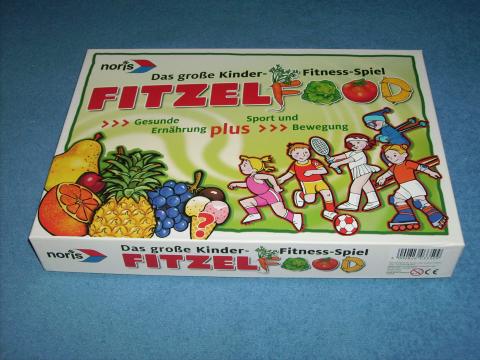 noris
Das große Kinder-Fitness-Spiel
FITZELFOOD
>>> Gesunde Ernährung plus >>> Sport und Bewegung
?
noris
Das große Kinder-Fitness-Spiel
FITZELFOOD
CE